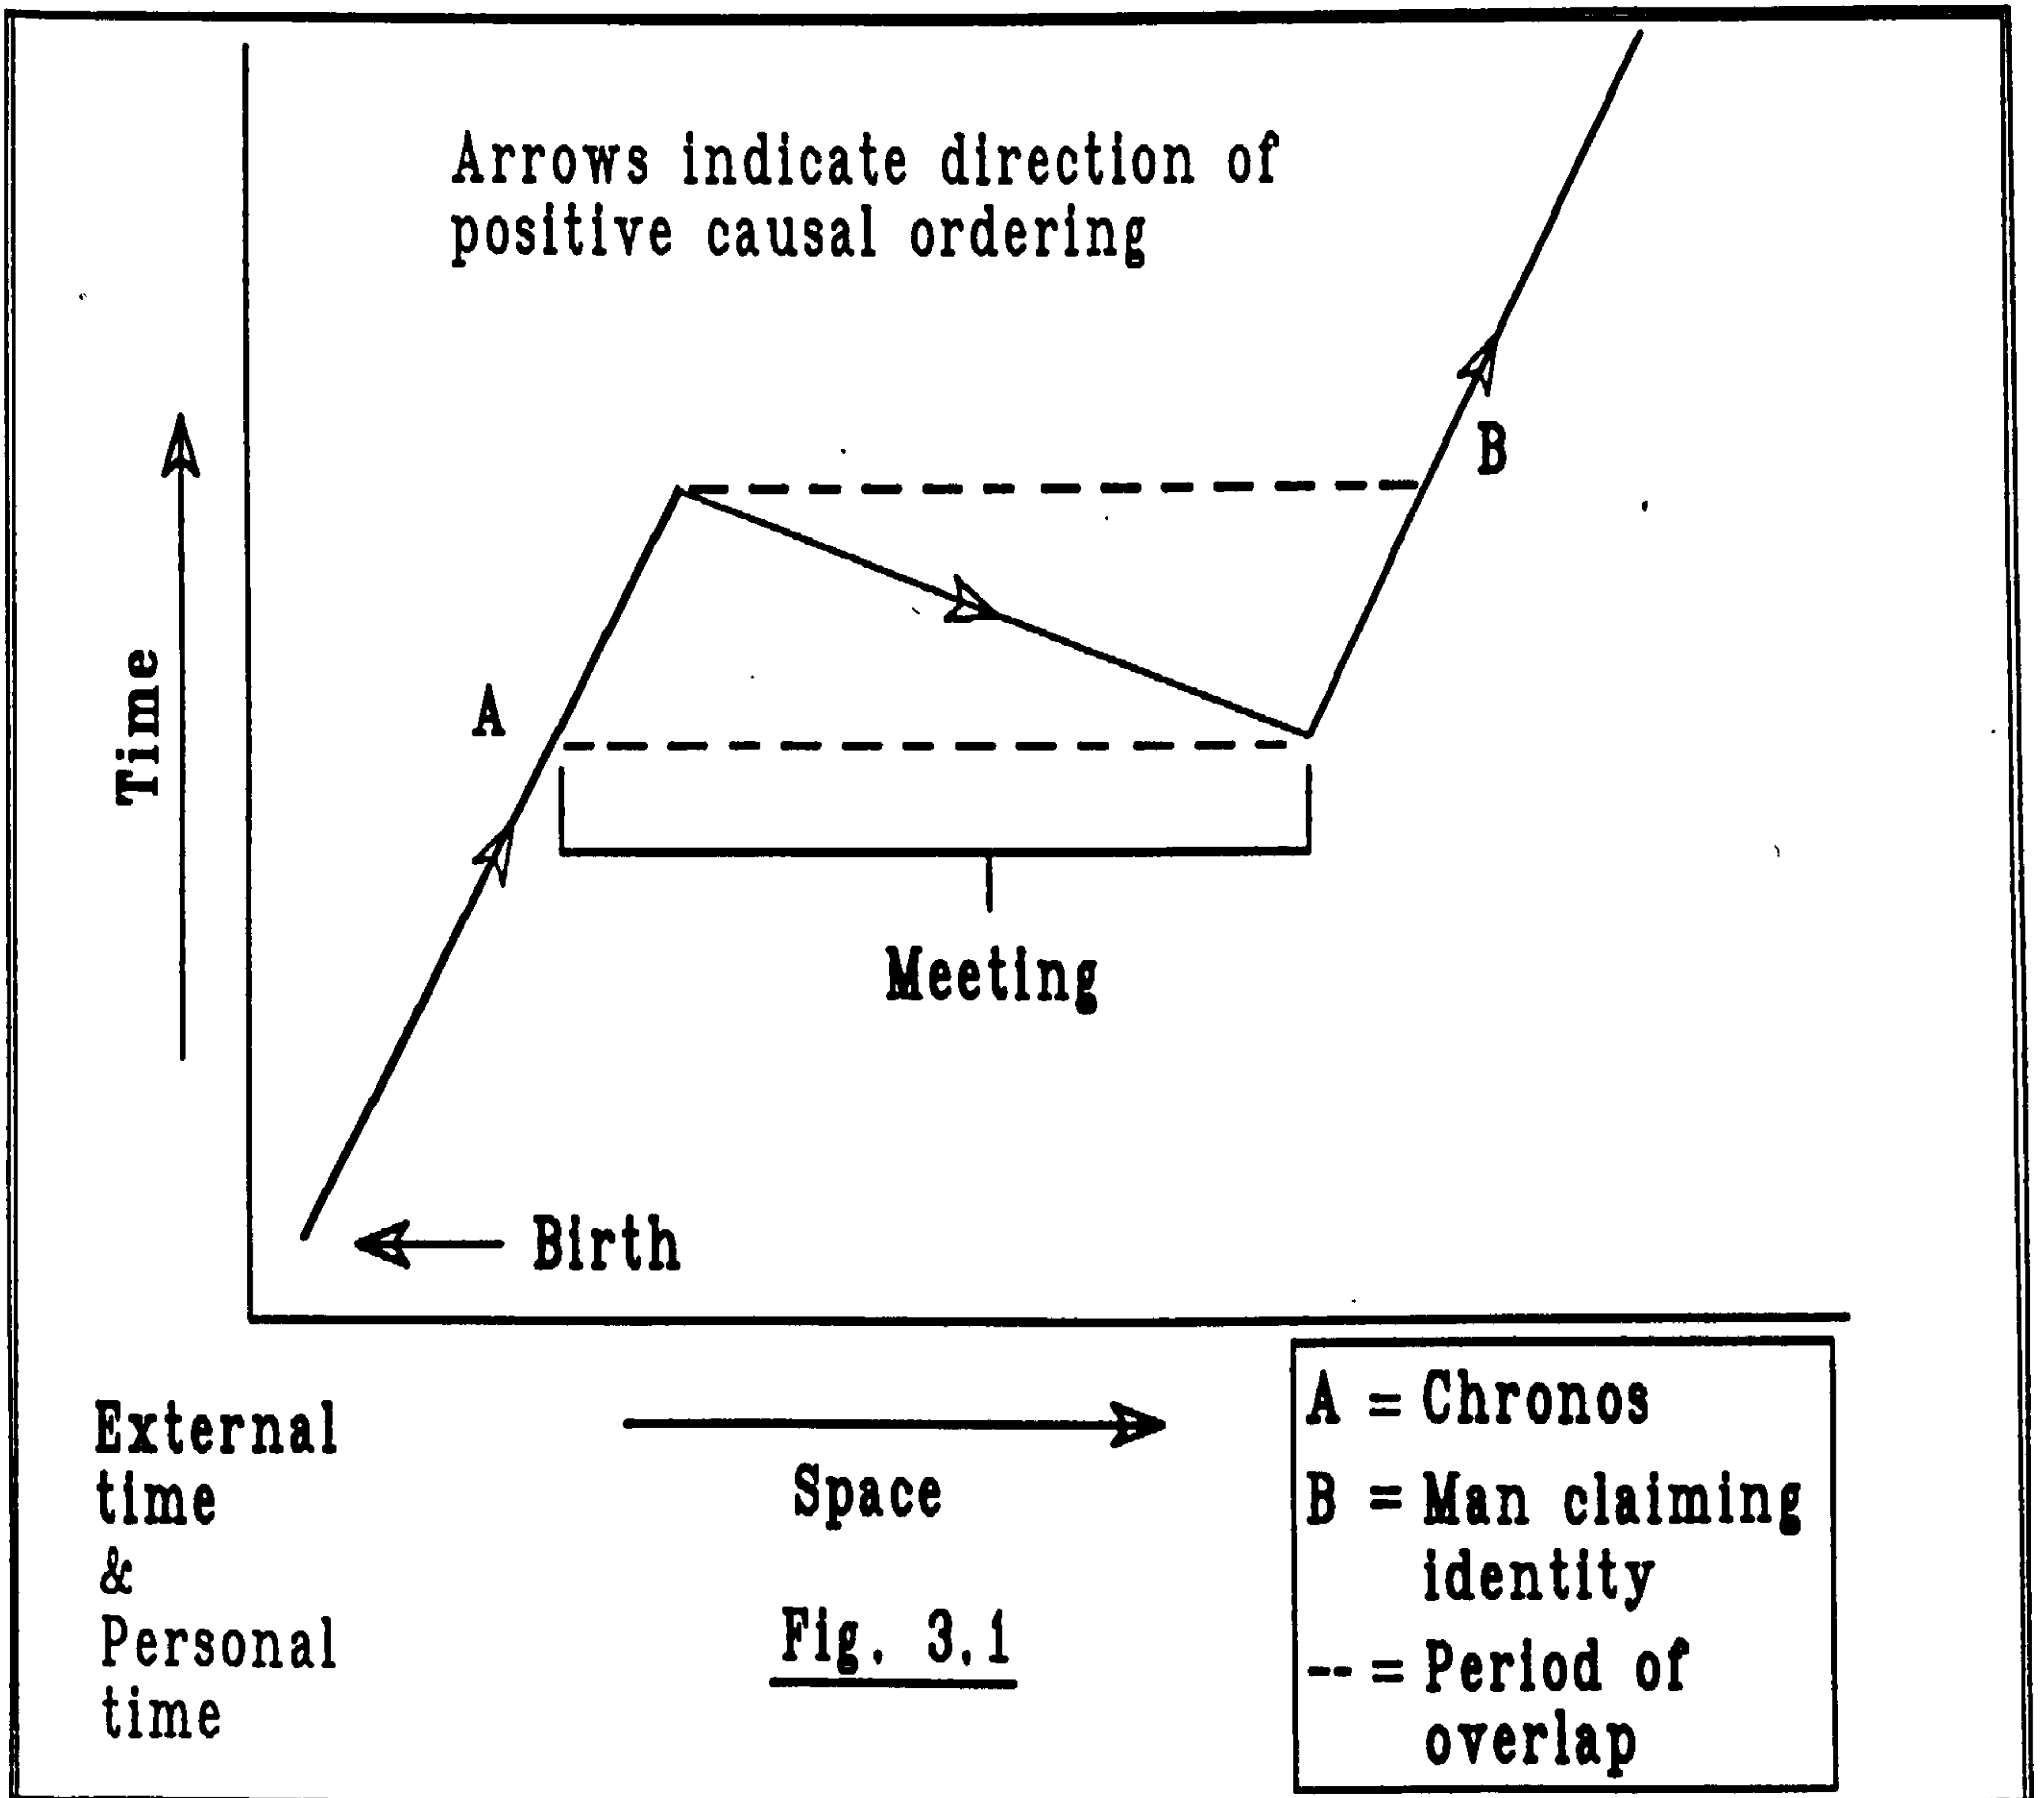 Arrows indicate direction of
positive causal ordering
B
A
Time
Meeting
Birth
External
time
&
Personal
time
Space
Fig. 3.1
A = Chronos
B = Man claiming
identity
-- = Period of
overlap